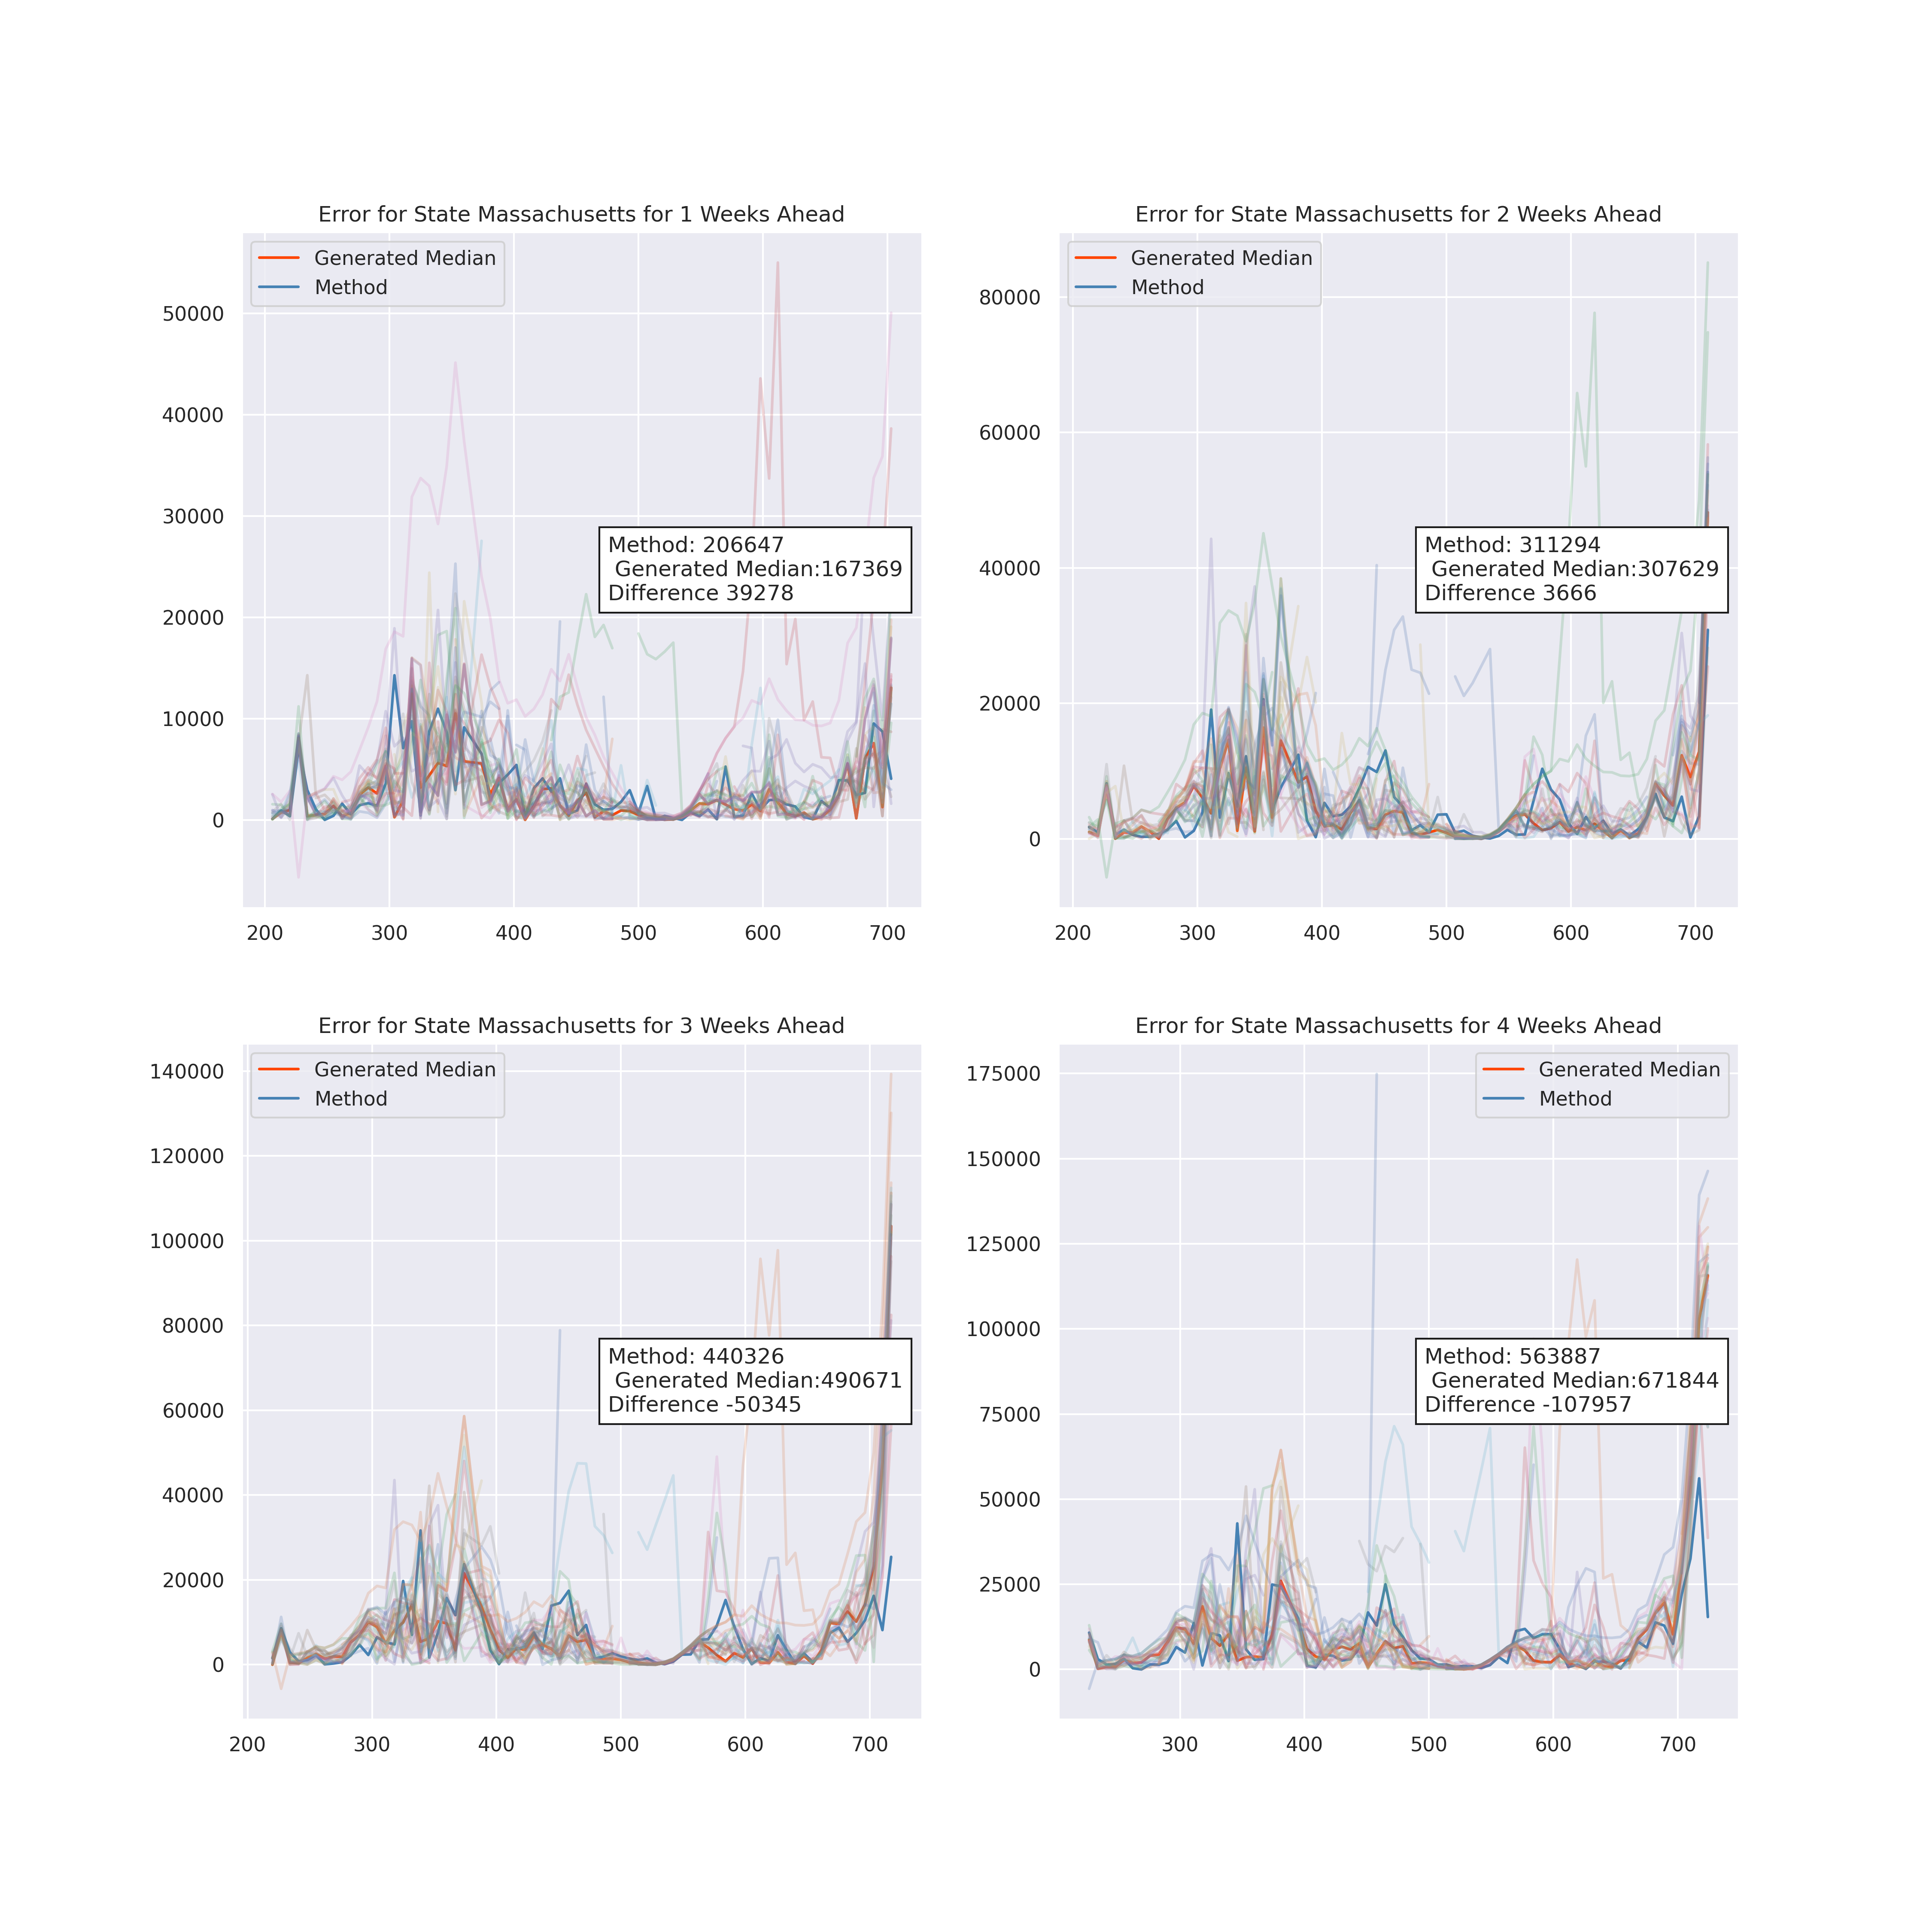 Error for State Massachusetts for 1 Weeks Ahead
Generated Median
Method
50000
40000
30000
20000
10000
0
Method: 206647
Generated Median:167369
Difference 39278
200 300 400 500 600 700
Error for State Massachusetts for 2 Weeks Ahead
Generated Median
Method
80000
60000
40000
20000
0
Method: 311294
Generated Median:307629
Difference 3666
200 300 400 500 600 700
Error for State Massachusetts for 3 Weeks Ahead
Generated Median
Method
140000
120000
100000
80000
60000
40000
20000
0
Method: 440326
Generated Median:490671
Difference -50345
200 300 400 500 600 700
Error for State Massachusetts for 4 Weeks Ahead
Generated Median
Method
175000
150000
125000
100000
75000
50000
25000
0
Method: 563887
Generated Median:671844
Difference -107957
300 400 500 600 700